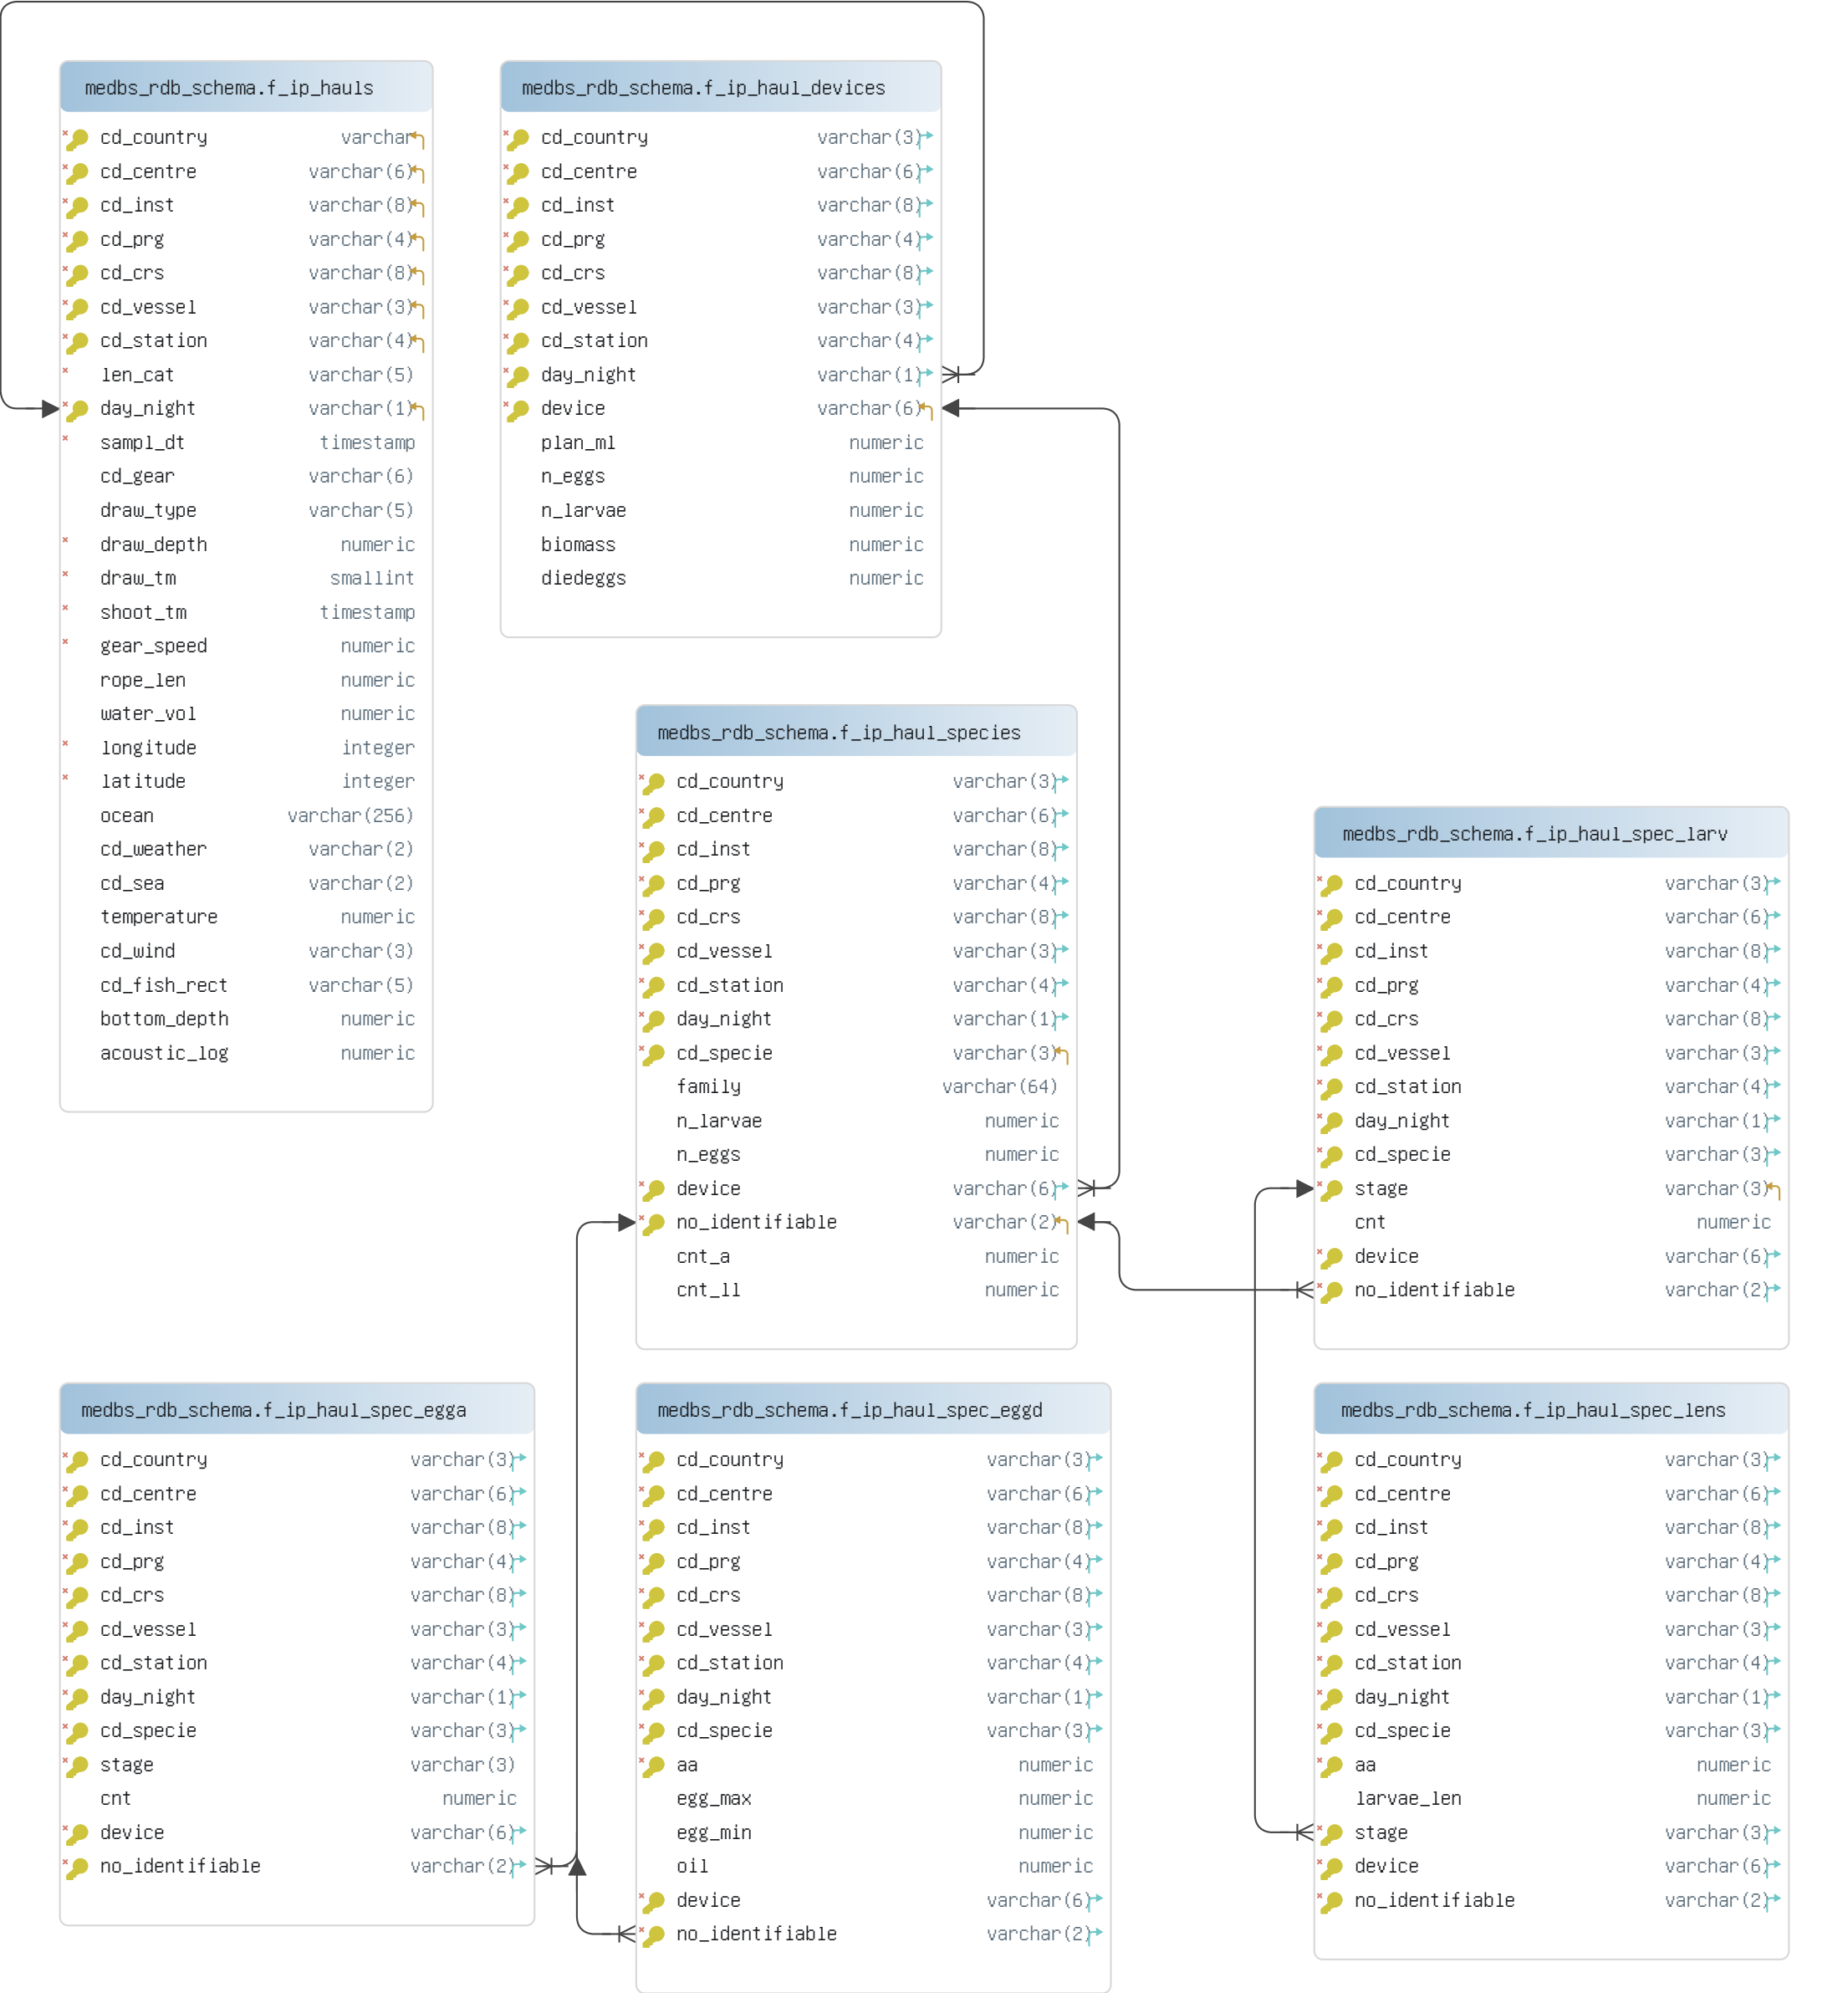 medbs_rdb_schema.f_ip_hauls
cd_country varchar
cd_centre varchar(6)
cd_inst varchar(8)
cd_prg varchar(4)
cd_crs varchar(8)
cd_vessel varchar(3)
cd_station varchar(4)
len_cat varchar(5)
day_night varchar(1)
sampl_dt timestamp
cd_gear varchar(6)
draw_type varchar(5)
draw_depth numeric
draw_tm smallint
shoot_tm timestamp
gear_speed numeric
rope_len numeric
water_vol numeric
longitude integer
latitude integer
ocean varchar(256)
cd_weather varchar(2)
cd_sea varchar(2)
temperature numeric
cd_wind varchar(3)
cd_fish_rect varchar(5)
bottom_depth numeric
acoustic_log numeric
medbs_rdb_schema.f_ip_haul_devices
cd_country varchar(3)
cd_centre varchar(6)
cd_inst varchar(8)
cd_prg varchar(4)
cd_crs varchar(8)
cd_vessel varchar(3)
cd_station varchar(4)
day_night varchar(1)
device varchar(6)
plan_ml numeric
n_eggs numeric
n_larvae numeric
biomass numeric
diedeggs numeric
medbs_rdb_schema.f_ip_haul_species
cd_country varchar(3)
cd_centre varchar(6)
cd_inst varchar(8)
cd_prg varchar(4)
cd_crs varchar(8)
cd_vessel varchar(3)
cd_station varchar(4)
day_night varchar(1)
cd_specie varchar(3)
family varchar(64)
n_larvae numeric
n_eggs numeric
device varchar(6)
no_identifiable varchar(2)
cnt_a numeric
cnt_ll numeric
medbs_rdb_schema.f_ip_haul_spec_larv
cd_country varchar(3)
cd_centre varchar(6)
cd_inst varchar(8)
cd_prg varchar(4)
cd_crs varchar(8)
cd_vessel varchar(3)
cd_station varchar(4)
day_night varchar(1)
cd_specie varchar(3)
stage varchar(3)
cnt numeric
device varchar(6)
no_identifiable varchar(2)
medbs_rdb_schema.f_ip_haul_spec_egga
cd_country varchar(3)
cd_centre varchar(6)
cd_inst varchar(8)
cd_prg varchar(4)
cd_crs varchar(8)
cd_vessel varchar(3)
cd_station varchar(4)
day_night varchar(1)
cd_specie varchar(3)
stage varchar(3)
cnt numeric
device varchar(6)
no_identifiable varchar(2)
medbs_rdb_schema.f_ip_haul_spec_eggd
cd_country varchar(3)
cd_centre varchar(6)
cd_inst varchar(8)
cd_prg varchar(4)
cd_crs varchar(8)
cd_vessel varchar(3)
cd_station varchar(4)
day_night varchar(1)
cd_specie varchar(3)
aa numeric
egg_max numeric
egg_min numeric
oil numeric
device varchar(6)
no_identifiable varchar(2)
medbs_rdb_schema.f_ip_haul_spec_lens
cd_country varchar(3)
cd_centre varchar(6)
cd_inst varchar(8)
cd_prg varchar(4)
cd_crs varchar(8)
cd_vessel varchar(3)
cd_station varchar(4)
day_night varchar(1)
cd_specie varchar(3)
aa numeric
larvae_len numeric
stage varchar(3)
device varchar(6)
no_identifiable varchar(2)